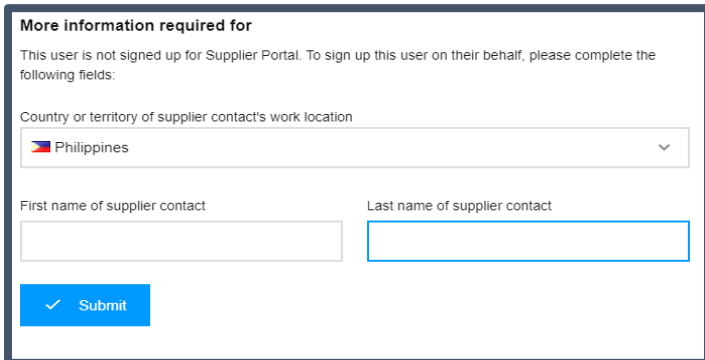 More information required for
This user is not signed up for Supplier Portal. To sign up this user on their behalf, please complete the
following fields:
Country or territory of supplier contact's work location
Philippines
First name of supplier contact
Last name of supplier contact
Submit